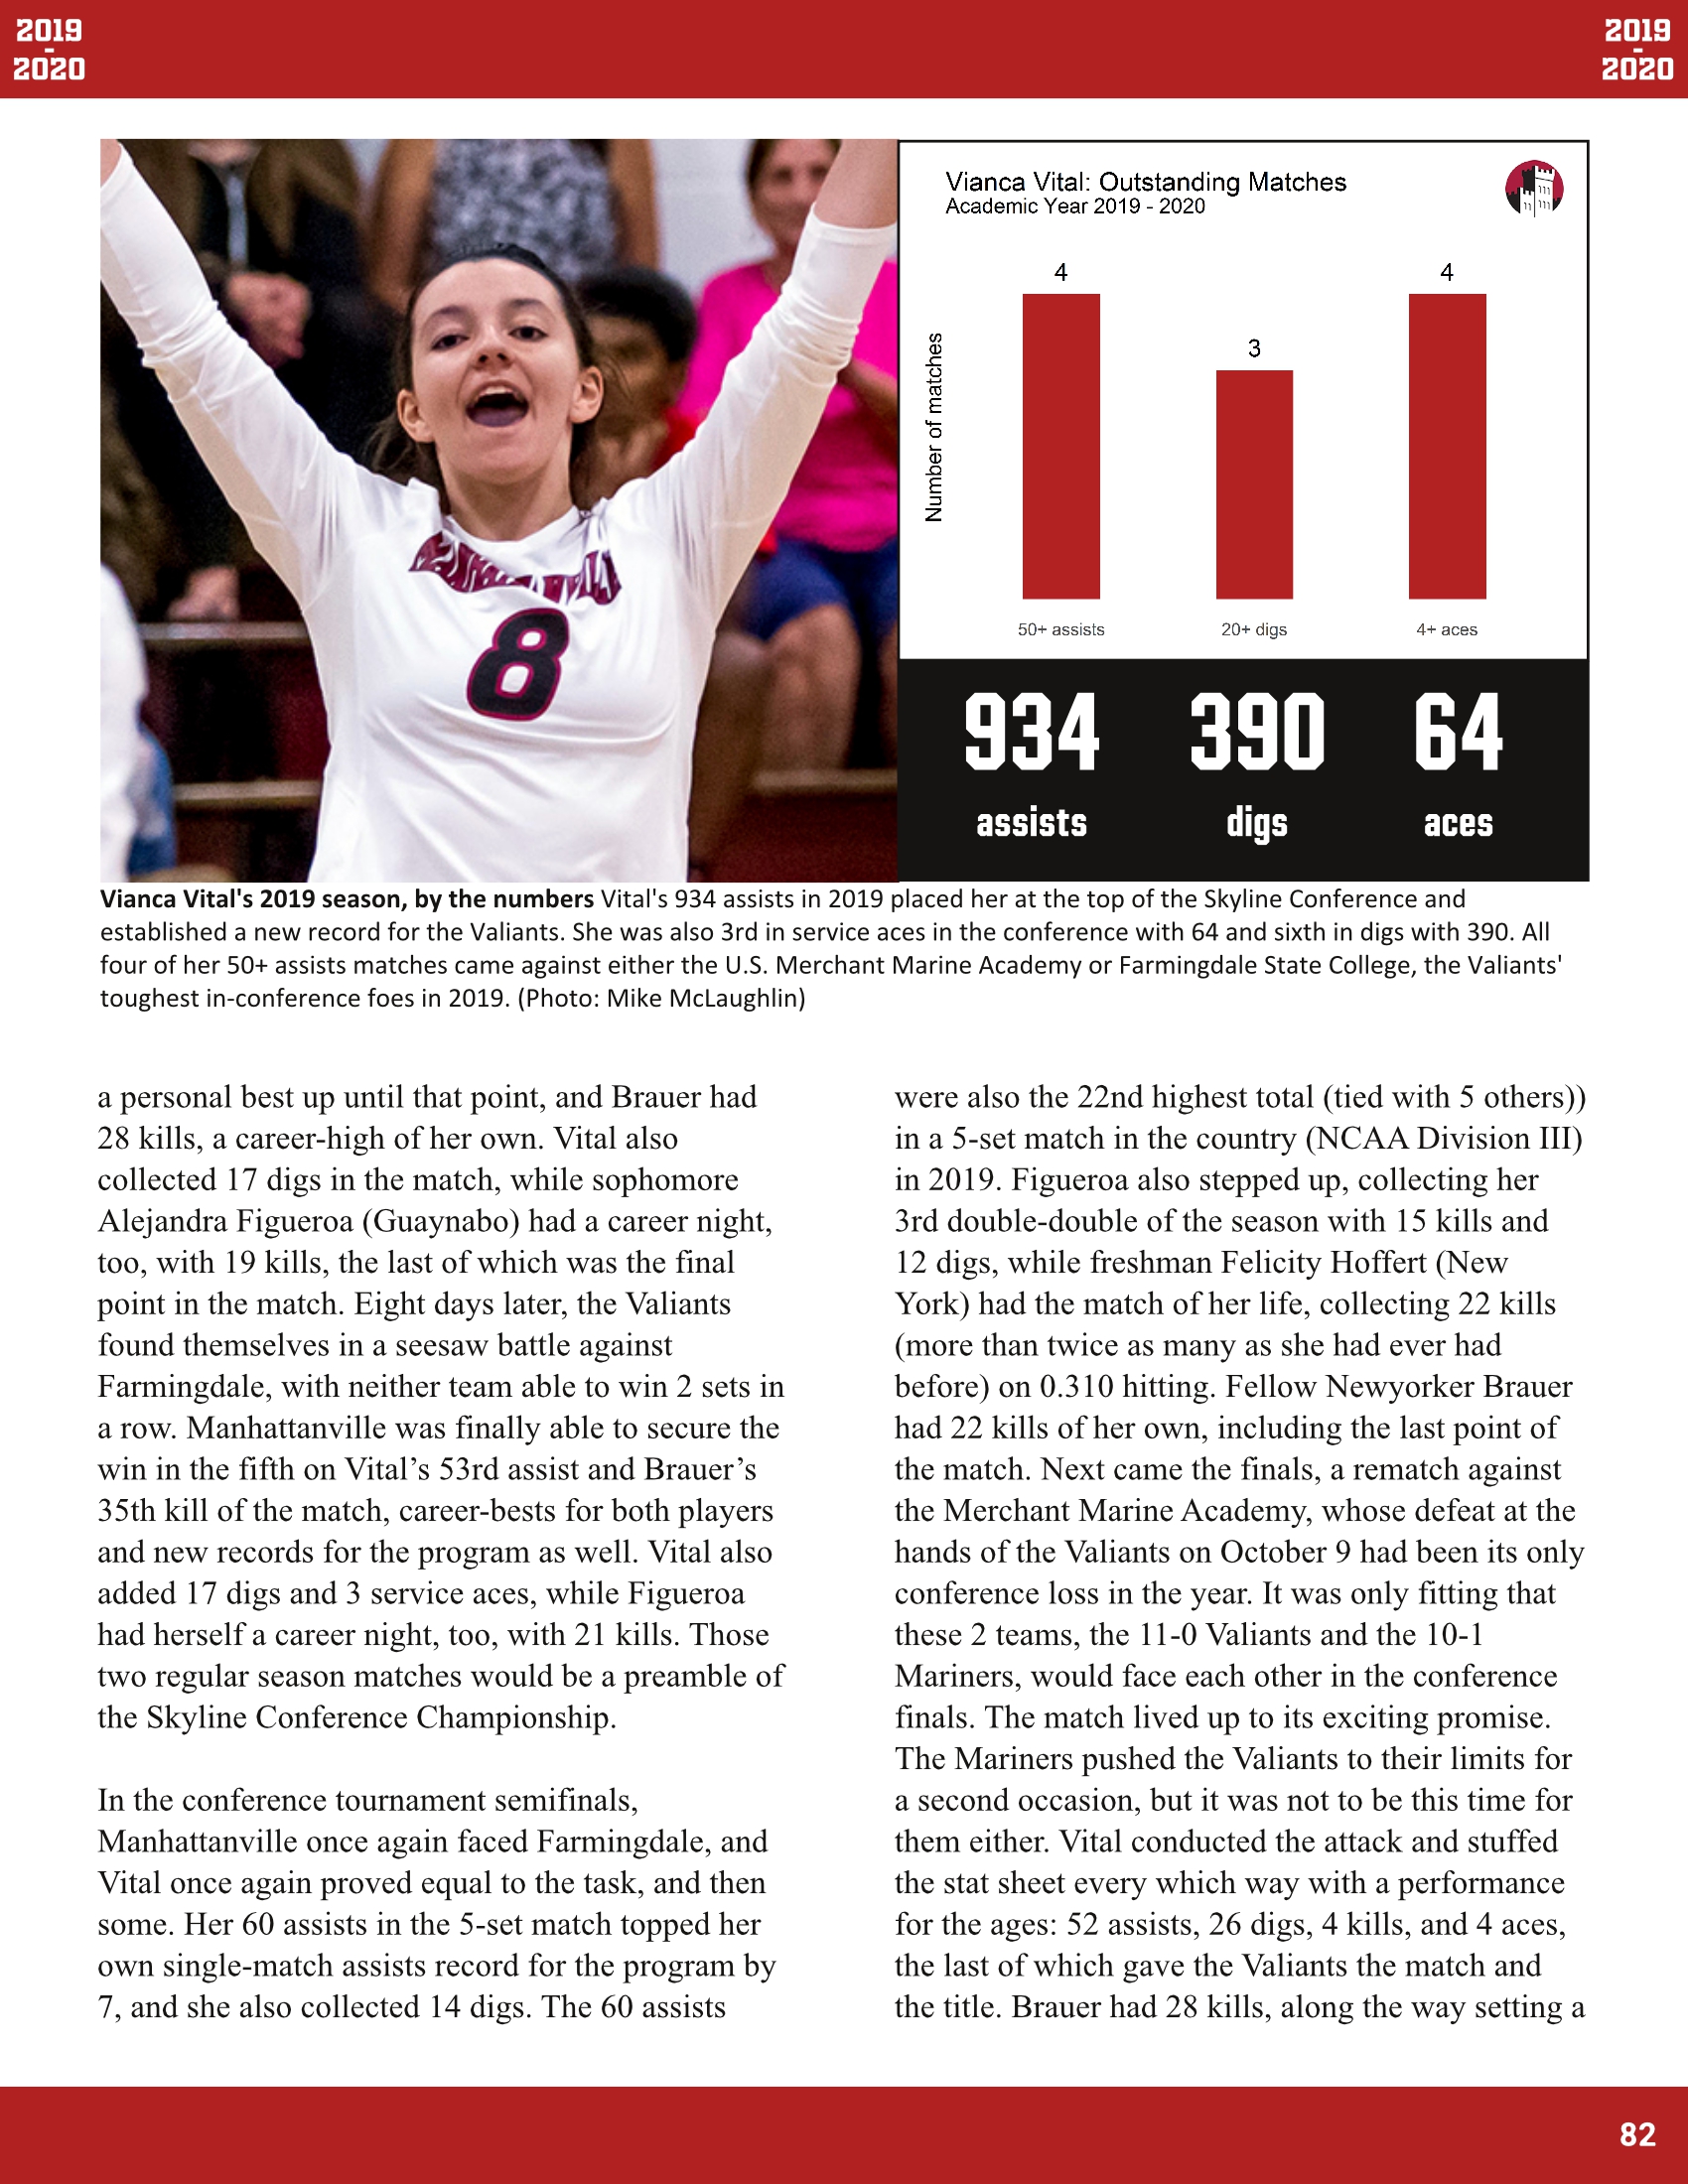 2019
-
2020
2019
-
2020
Vianca Vital: Outstanding Matches
Academic Year 2019 - 2020
4
4
3
Number of matches
50+ assists
20+ digs
4+ aces
934
390
64
assists
digs
aces
8
Vianca Vital's 2019 season, by the numbers Vital's 934 assists in 2019 placed her at the top of the Skyline Conference and
established a new record for the Valiants. She was also 3rd in service aces in the conference with 64 and sixth in digs with 390. All
four of her 50+ assists matches came against either the U.S. Merchant Marine Academy or Farmingdale State College, the Valiants'
toughest in-conference foes in 2019. (Photo: Mike McLaughlin)
a personal best up until that point, and Brauer had
28 kills, a career-high of her own. Vital also
collected 17 digs in the match, while sophomore
Alejandra Figueroa (Guaynabo) had a career night,
too, with 19 kills, the last of which was the final
point in the match. Eight days later, the Valiants
found themselves in a seesaw battle against
Farmingdale, with neither team able to win 2 sets in
a row. Manhattanville was finally able to secure the
win in the fifth on Vital’s 53rd assist and Brauer’s
35th kill of the match, career-bests for both players
and new records for the program as well. Vital also
added 17 digs and 3 service aces, while Figueroa
had herself a career night, too, with 21 kills. Those
two regular season matches would be a preamble of
the Skyline Conference Championship.
In the conference tournament semifinals,
Manhattanville once again faced Farmingdale, and
Vital once again proved equal to the task, and then
some. Her 60 assists in the 5-set match topped her
own single-match assists record for the program by
7, and she also collected 14 digs. The 60 assists
were also the 22nd highest total (tied with 5 others))
in a 5-set match in the country (NCAA Division III)
in 2019. Figueroa also stepped up, collecting her
3rd double-double of the season with 15 kills and
12 digs, while freshman Felicity Hoffert (New
York) had the match of her life, collecting 22 kills
(more than twice as many as she had ever had
before) on 0.310 hitting. Fellow Newyorker Brauer
had 22 kills of her own, including the last point of
the match. Next came the finals, a rematch against
the Merchant Marine Academy, whose defeat at the
hands of the Valiants on October 9 had been its only
conference loss in the year. It was only fitting that
these 2 teams, the 11-0 Valiants and the 10-1
Mariners, would face each other in the conference
finals. The match lived up to its exciting promise.
The Mariners pushed the Valiants to their limits for
a second occasion, but it was not to be this time for
them either. Vital conducted the attack and stuffed
the stat sheet every which way with a performance
for the ages: 52 assists, 26 digs, 4 kills, and 4 aces,
the last of which gave the Valiants the match and
the title. Brauer had 28 kills, along the way setting a
82